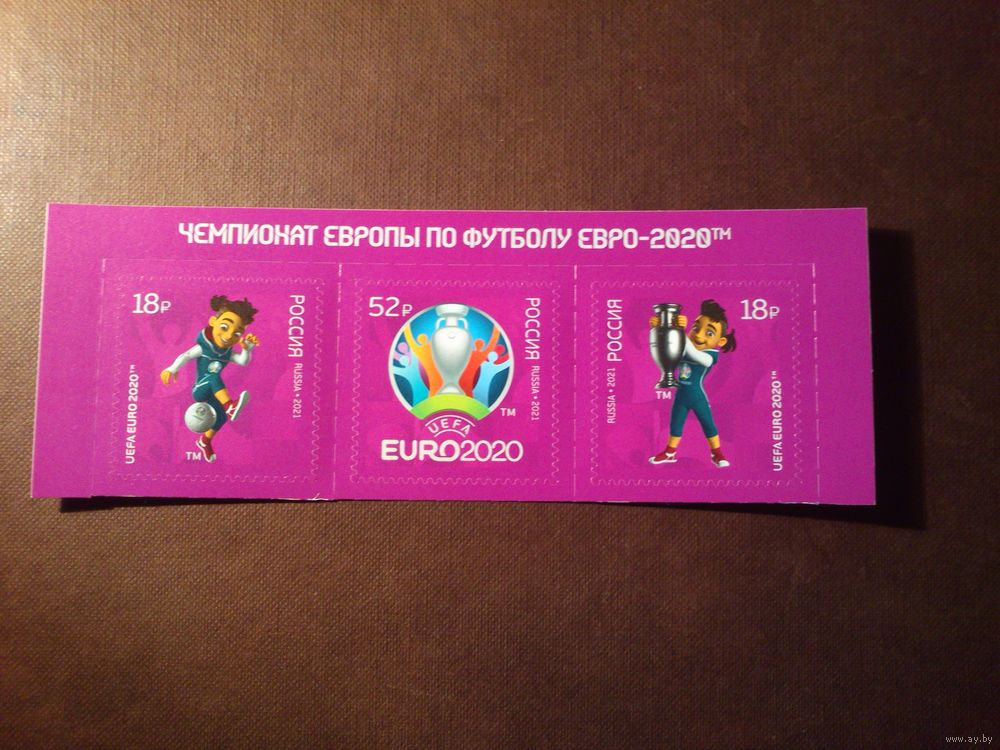 ЧЕМПИОНАТ ЕВРОПЫ ПО ФУТБОЛУ ЕВРО-2020™
18₽
РОССИЯ
RUSSIA • 2021
UEFA EURO 2020™
™
52₽
РОССИЯ
RUSSIA • 2021
™
UEFA
EURO2020
18₽
РОССИЯ
RUSSIA • 2021
™
UEFA EURO 2020™
www.ay.by